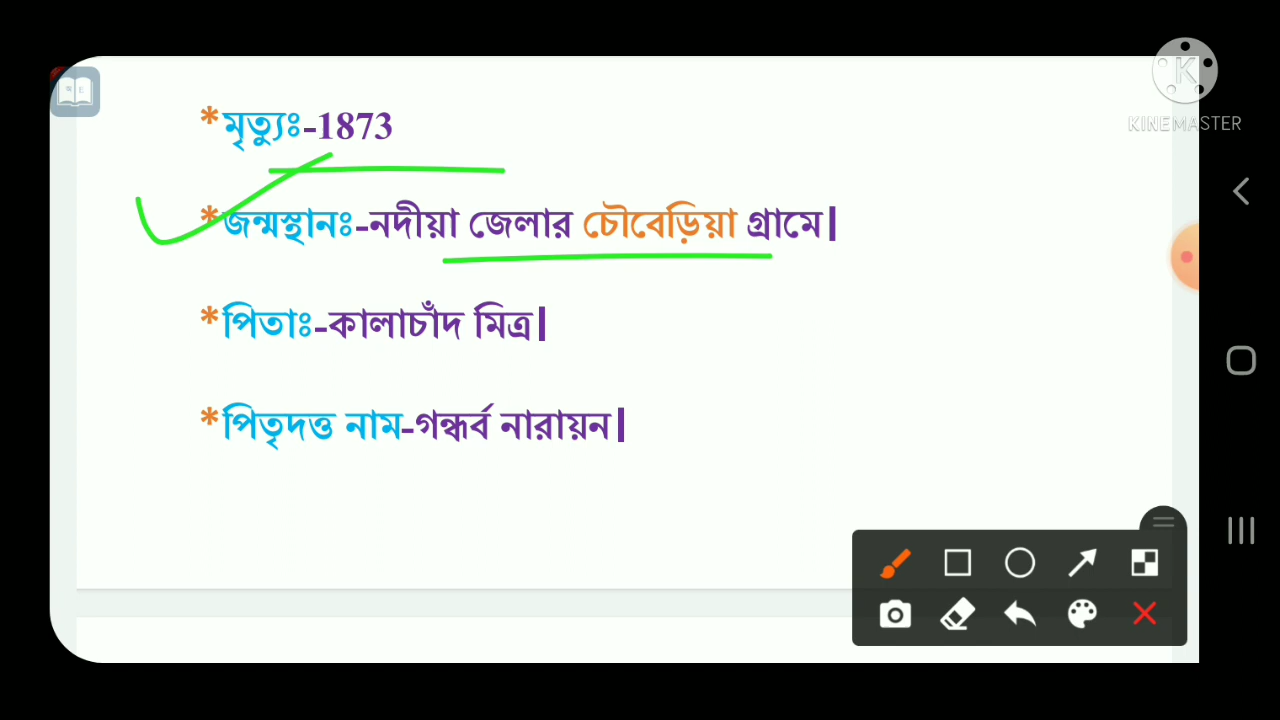 *মৃত্যুঃ-1873
*জন্মস্থানঃ-নদীয়া জেলার চৌবেড়িয়া গ্রামে|
*পিতাঃ-কালাচাঁদ মিত্র|
*পিতৃদত্ত নাম-গন্ধর্ব নারায়ন|
KINEMASTER